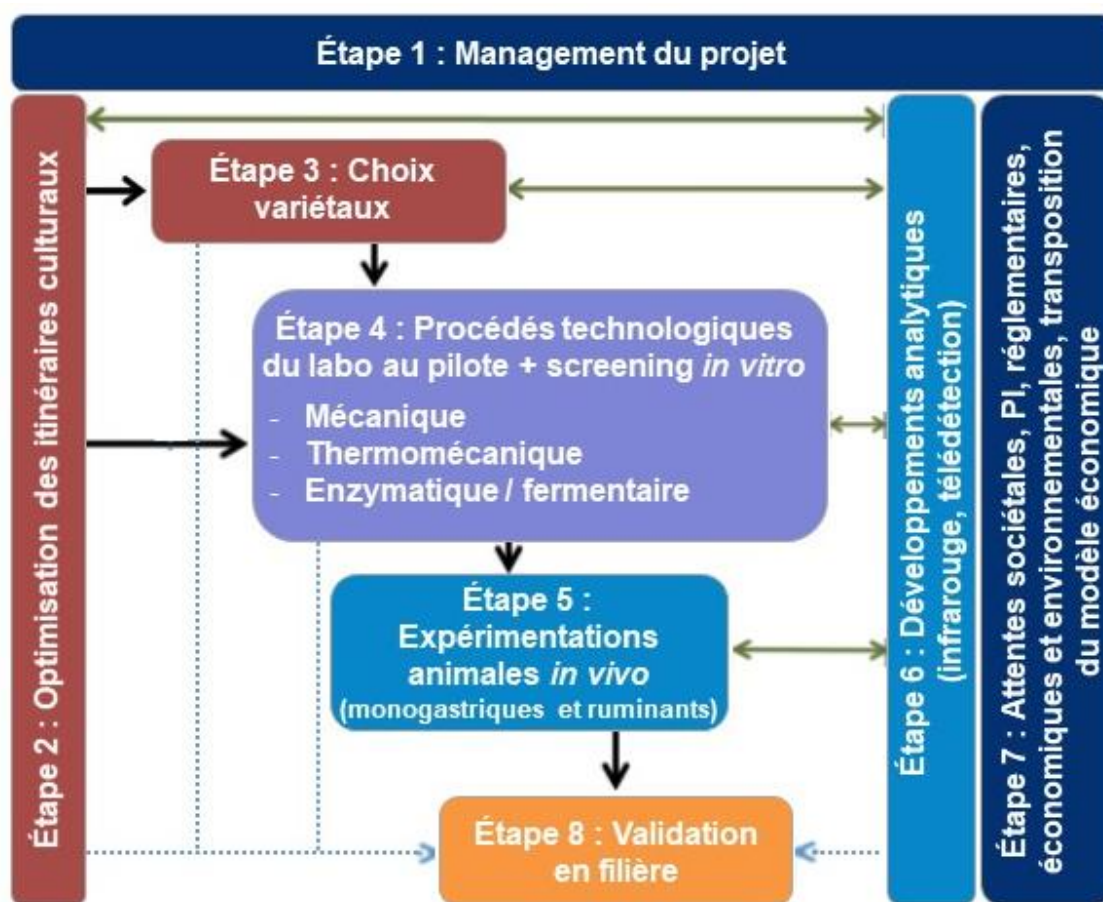 Étape 1 : Management du projet
Étape 2 : Optimisation des itinéraires culturaux
Étape 3 : Choix
variétaux
Étape 4 : Procédés technologiques
du labo au pilote + screening in vitro
- Mécanique
- Thermomécanique
- Enzymatique / fermentaire
Étape 5 :
Expérimentations
animales in vivo
(monogastriques et ruminants)
Étape 8 : Validation
en filière
Étape 6 : Développements analytiques
(infrarouge, télédétection)
Étape 7 : Attentes sociétales, PI, réglementaires,
économiques et environnementales, transposition
du modèle économique